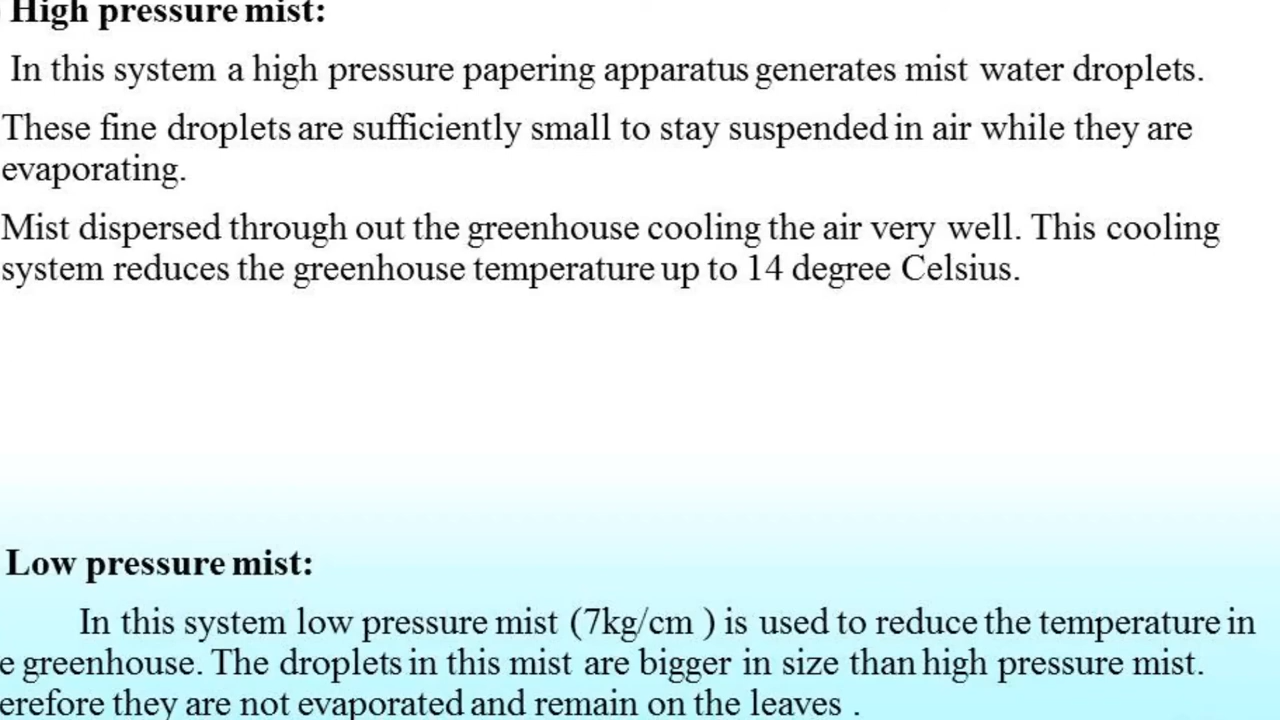 High pressure mist:
In this system a high pressure papering apparatus generates mist water droplets.
These fine droplets are sufficiently small to stay suspended in air while they are
evaporating.
Mist dispersed through out the greenhouse cooling the air very well. This cooling
system reduces the greenhouse temperature up to 14 degree Celsius.
Low pressure mist:
In this system low pressure mist (7kg/cm ) is used to reduce the temperature in
e greenhouse. The droplets in this mist are bigger in size than high pressure mist.
erefore they are not evaporated and remain on the leaves .